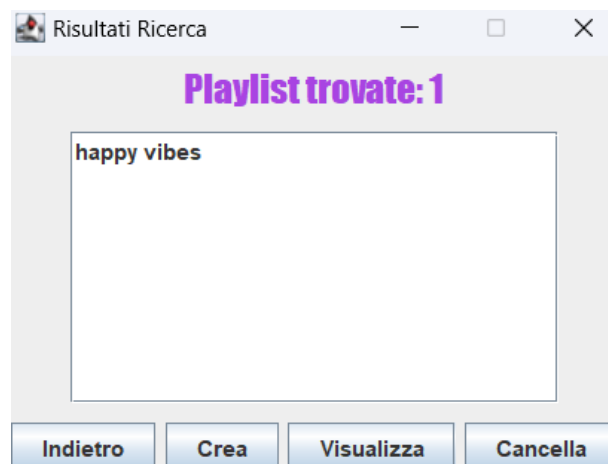 Risultati Ricerca
Playlist trovate: 1
happy vibes
Indietro Crea Visualizza Cancella